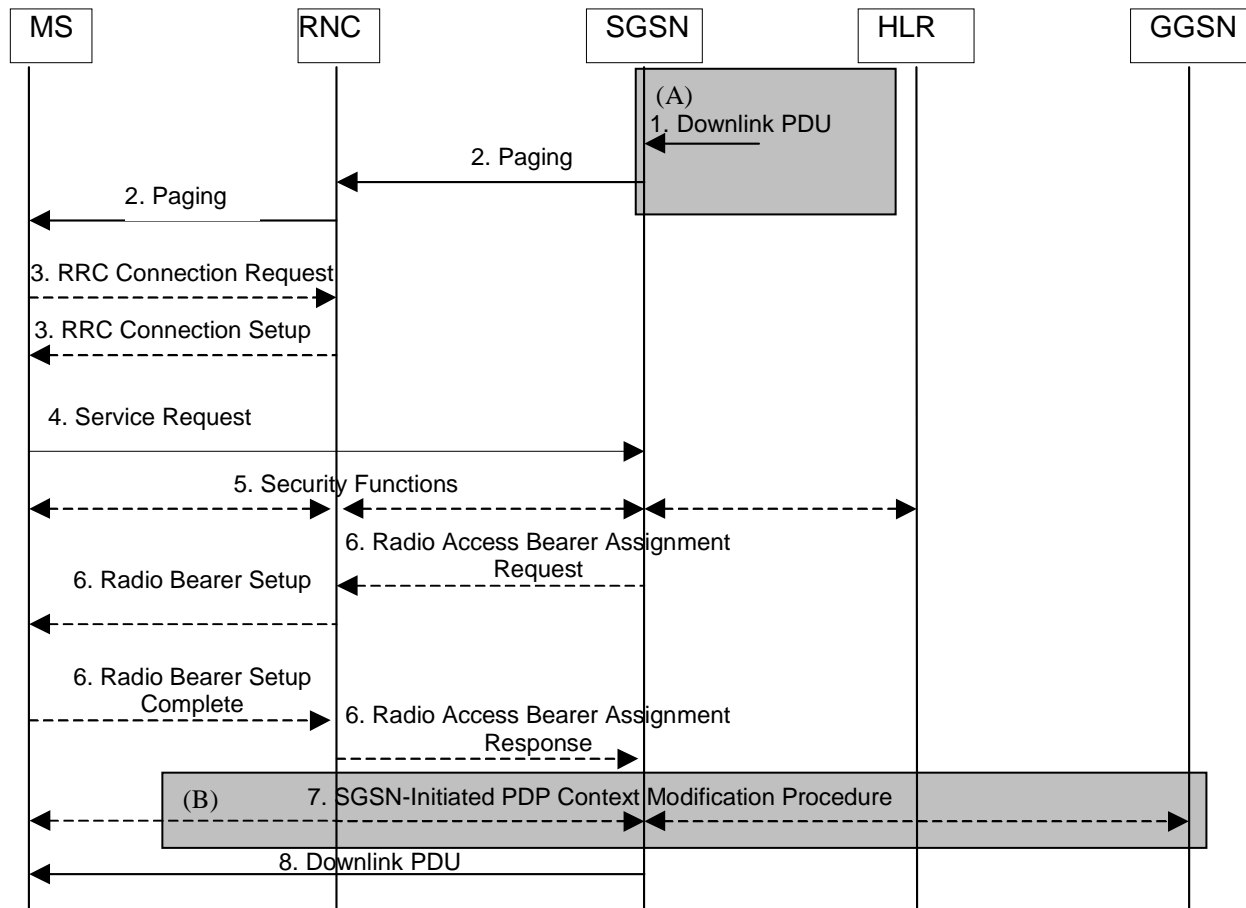 MS
RNC
SGSN
HLR
GGSN
(A)
1. Downlink PDU
2. Paging
2. Paging
3. RRC Connection Request
3. RRC Connection Setup
4. Service Request
5. Security Functions
6. Radio Access Bearer Assignment
Request
6. Radio Bearer Setup
6. Radio Bearer Setup
Complete
6. Radio Access Bearer Assignment
Response
(B)
7. SGSN-Initiated PDP Context Modification Procedure
8. Downlink PDU